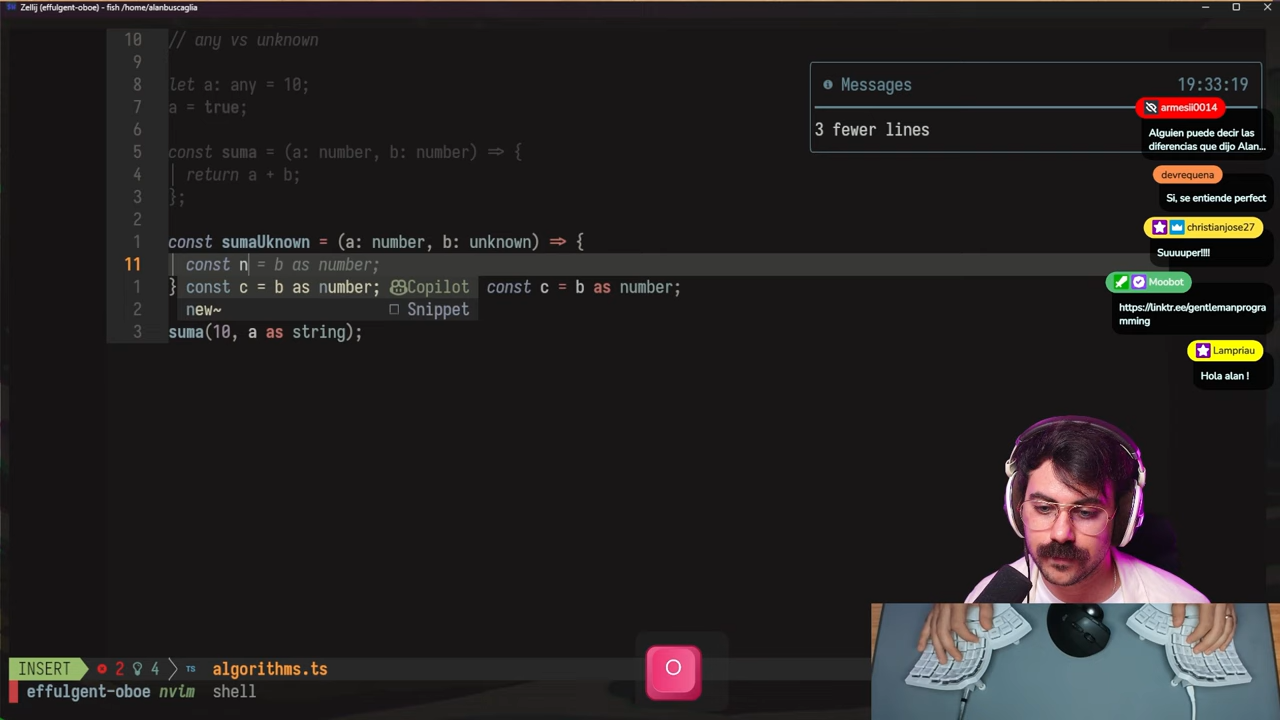 Zellij (effulgent-oboe) - fish /home/alanbuscaglia
10 // any vs unknown
9
8 let a: any = 10;
7 a = true;
6
5 const suma = (a: number, b: number) => {
4 return a + b;
3 };
2
1 const sumaUknown = (a: number, b: unknown) => {
11 const n = b as number;
1 } const c = b as number; Copilot const c = b as number;
2 new~ Snippet
3 suma(10, a as string);
Messages 19:33:19
3 fewer lines
armesii0014
Alguien puede decir las
diferencias que dijo Alan...
devrequena
Si, se entiende perfect
christianjose27
Suuuuper!!!!
Moobot
https://linktr.ee/gentlemanprogra
mming
Lampriau
Hola alan !
O
INSERT 2 4 TS algorithms.ts
effulgent-oboe nvim shell